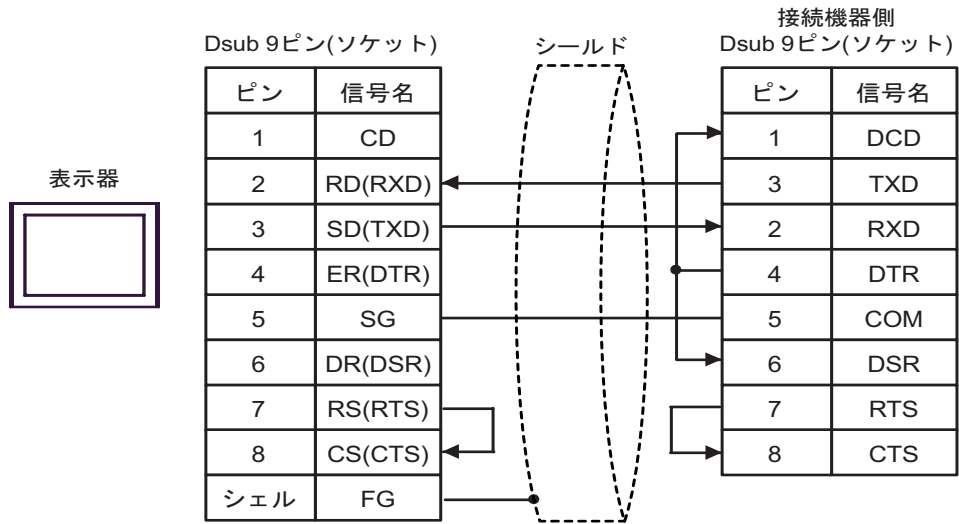 接続機器側
Dsub 9ピン(ソケット) シールド Dsub 9ピン(ソケット)
ピン 信号名 ピン 信号名
1 CD 1 DCD
表示器
2 RD(RXD) 3 TXD
3 SD(TXD) 2 RXD
4 ER(DTR) 4 DTR
5 SG 5 COM
6 DR(DSR) 6 DSR
7 RS(RTS) 7 RTS
8 CS(CTS) 8 CTS
シェル FG